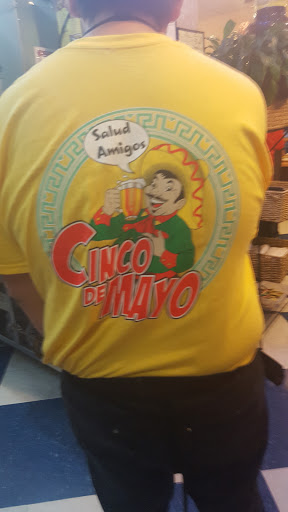 Salud
Amigos
CINCO
DE MAYO